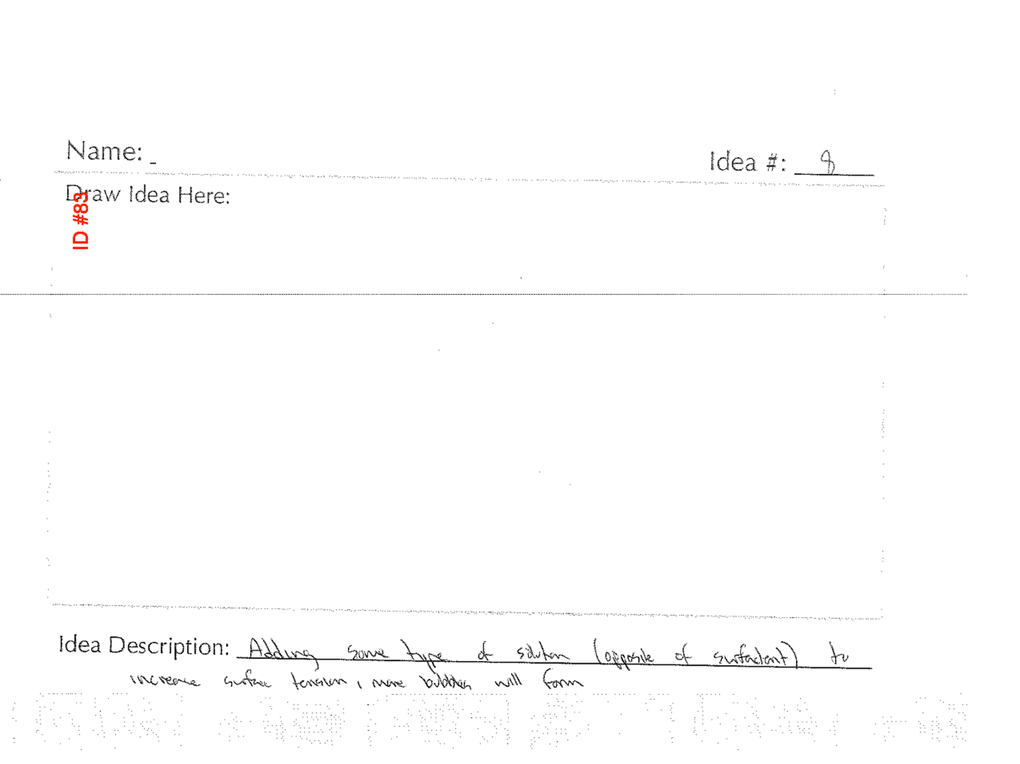 Name:
Idea #: 8
Draw Idea Here:
ID #83
Idea Description: Adding some type of solution (opposite of surfactant) to
increase surface tension, more bubbles will form